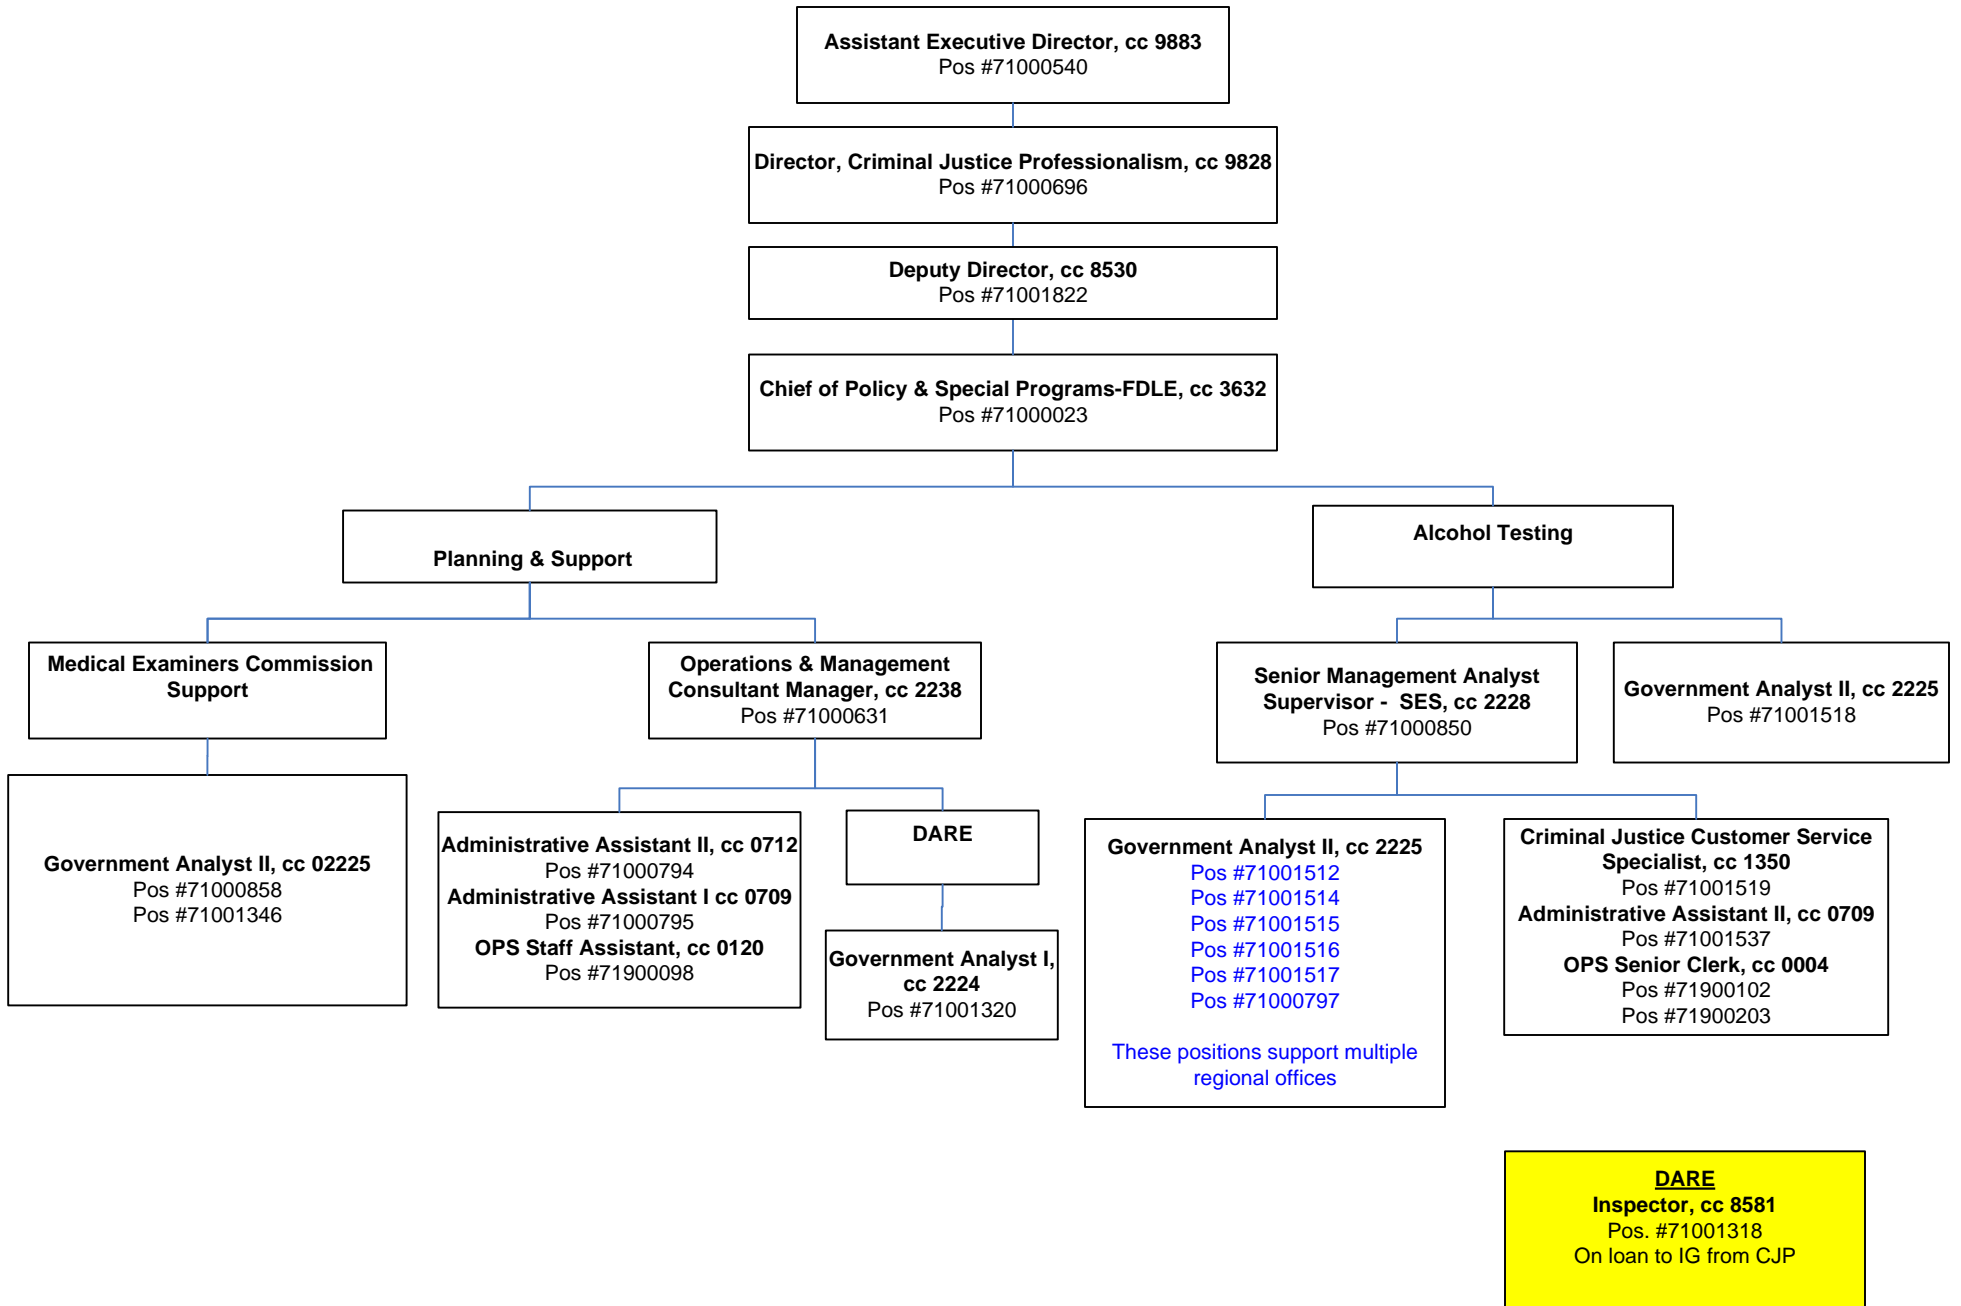 Assistant Executive Director, cc 9883
Pos #71000540
Director, Criminal Justice Professionalism, cc 9828
Pos #71000696
Deputy Director, cc 8530
Pos #71001822
Chief of Policy & Special Programs-FDLE, cc 3632
Pos #71000023
Planning & Support
Alcohol Testing
Medical Examiners Commission
Support
Operations & Management
Consultant Manager, cc 2238
Pos #71000631
Senior Management Analyst
Supervisor - SES, cc 2228
Pos #71000850
Government Analyst II, cc 2225
Pos #71001518
Government Analyst II, cc 02225
Pos #71000858
Pos #71001346
Administrative Assistant II, cc 0712
Pos #71000794
Administrative Assistant I cc 0709
Pos #71000795
OPS Staff Assistant, cc 0120
Pos #71900098
DARE
Government Analyst I,
cc 2224
Pos #71001320
Government Analyst II, cc 2225
Pos #71001512
Pos #71001514
Pos #71001515
Pos #71001516
Pos #71001517
Pos #71000797
These positions support multiple
regional offices
Criminal Justice Customer Service
Specialist, cc 1350
Pos #71001519
Administrative Assistant II, cc 0709
Pos #71001537
OPS Senior Clerk, cc 0004
Pos #71900102
Pos #71900203
DARE
Inspector, cc 8581
Pos. #71001318
On loan to IG from CJP